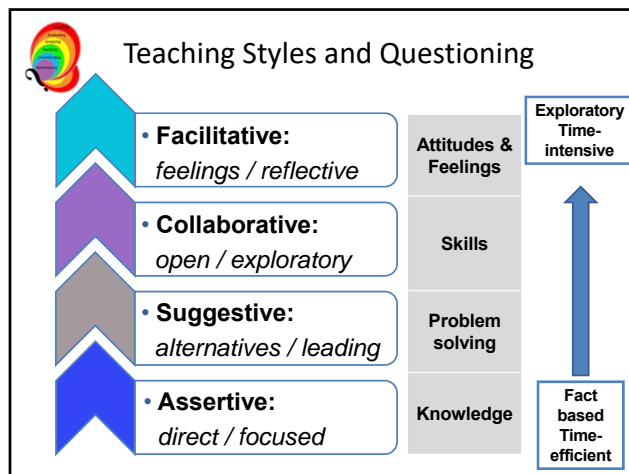 Teaching Styles and Questioning
• Facilitative:
feelings / reflective
Attitudes &
Feelings
Exploratory
Time-
intensive
• Collaborative:
open / exploratory
Skills
• Suggestive:
alternatives / leading
Problem
solving
• Assertive:
direct / focused
Knowledge
Fact
based
Time-
efficient